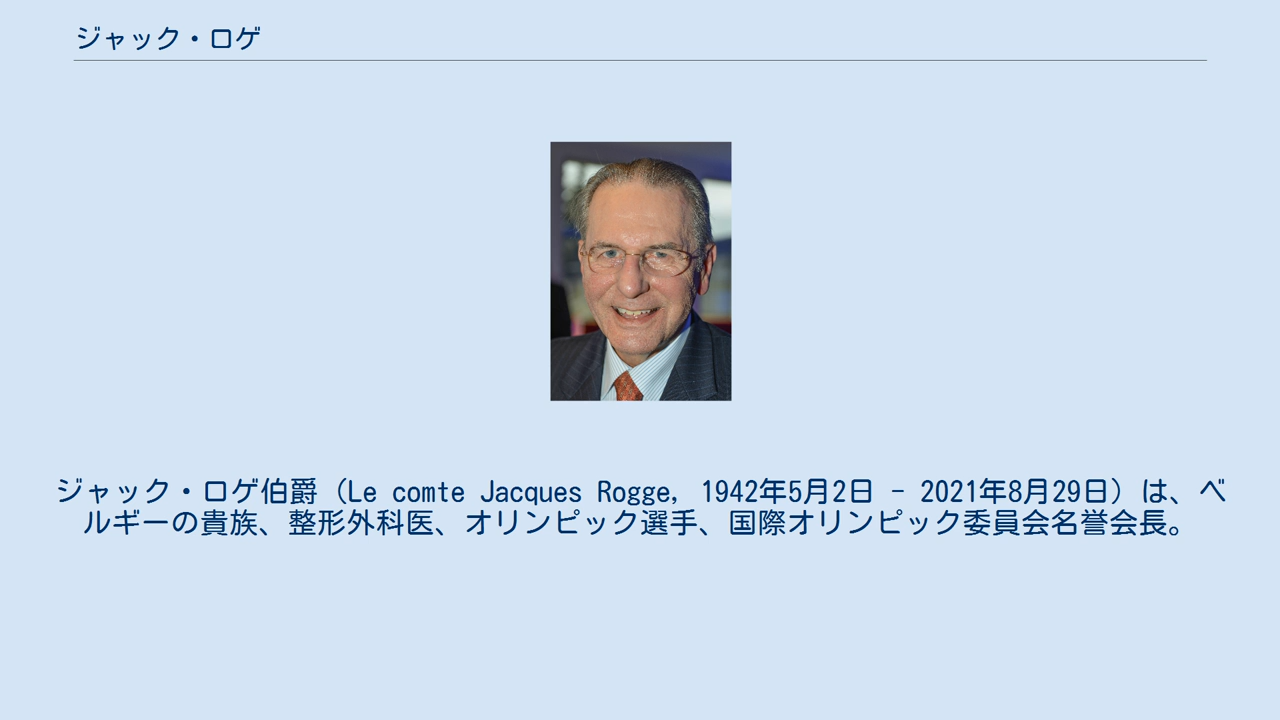 ジャック・ロゲ
ジャック・ロゲ伯爵（Le comte Jacques Rogge, 1942年5月2日 - 2021年8月29日）は、ベ
ルギーの貴族、整形外科医、オリンピック選手、国際オリンピック委員会名誉会長。